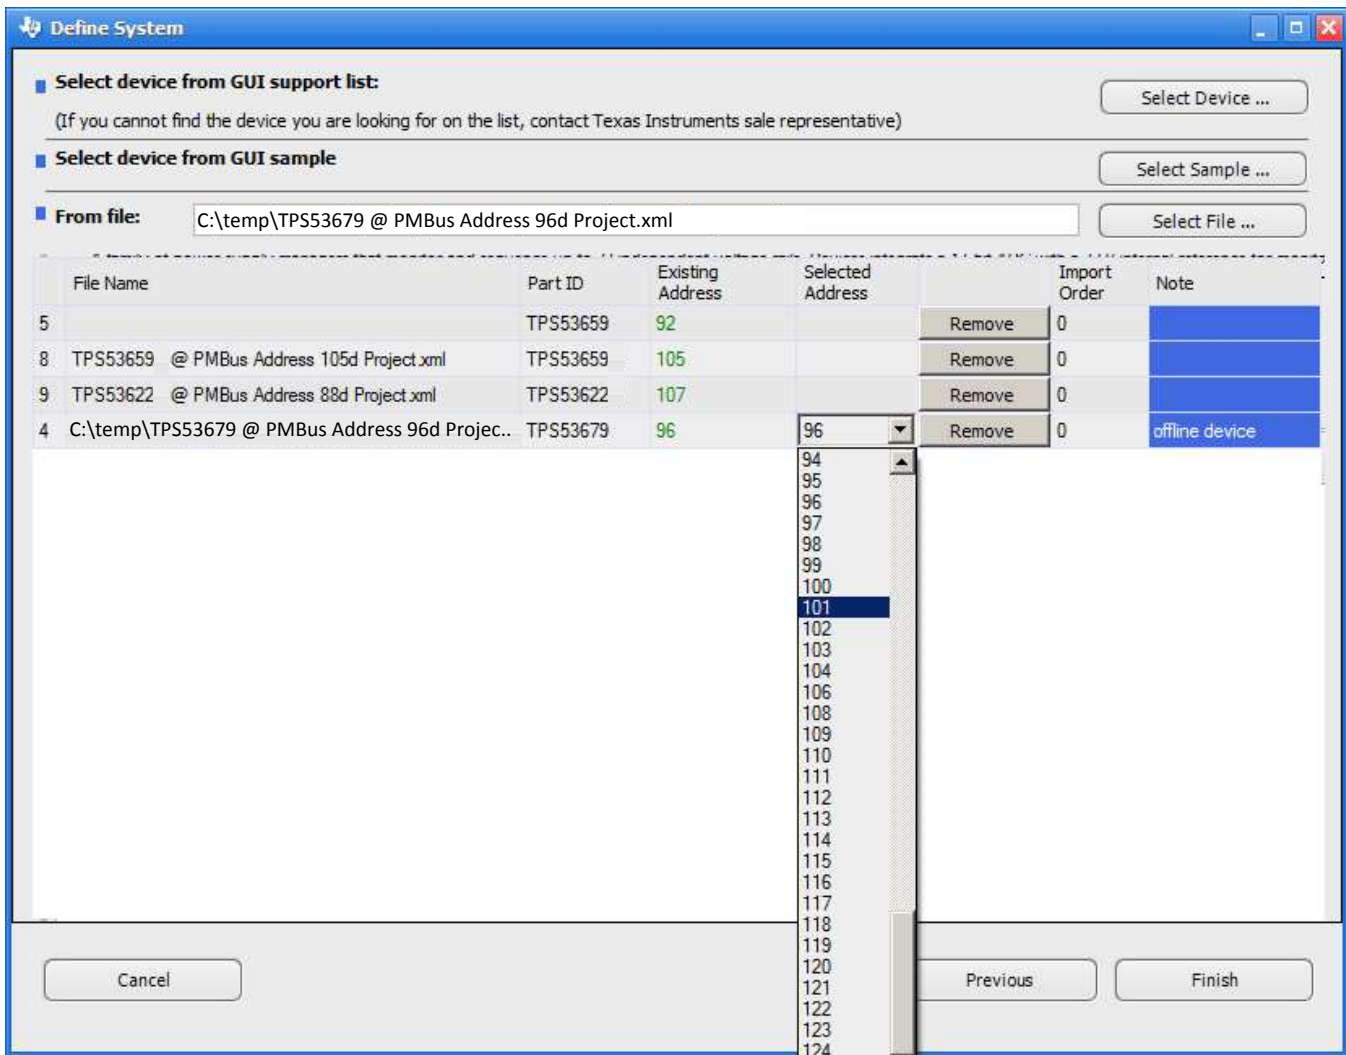 Define System
Select device from GUI support list:
Select Device ...
(If you cannot find the device you are looking for on the list, contact Texas Instruments sale representative)
Select device from GUI sample
Select Sample ...
From file:
C:\temp\TPS53679 @ PMBus Address 96d Project.xml
Select File ...
File Name Part ID Existing Address Selected Address Import Order Note
5 TPS53659 92 Remove 0
8 TPS53659 @ PMBus Address 105d Project.xml TPS53659 105 Remove 0
9 TPS53622 @ PMBus Address 88d Project.xml TPS53622 107 Remove 0
4 C:\temp\TPS53679 @ PMBus Address 96d Projec.. TPS53679 96 96 Remove 0 offline device
94
95
96
97
98
99
100
101
102
103
104
106
108
109
110
111
112
113
114
115
116
117
118
119
120
121
122
123
124
Cancel
Previous
Finish